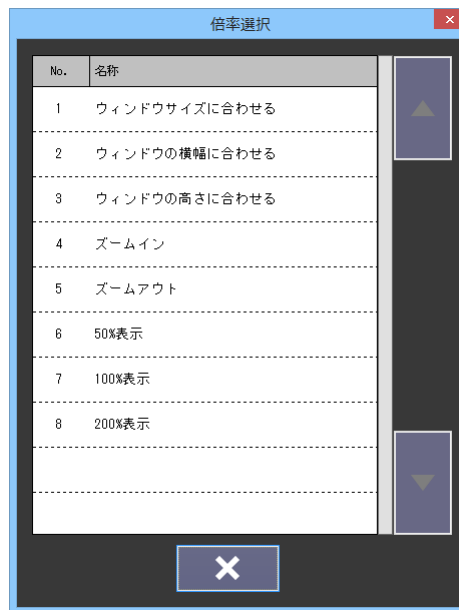 倍率選択
No. 名称
1 ウィンドウサイズに合わせる
2 ウィンドウの横幅に合わせる
3 ウィンドウの高さに合わせる
4 ズームイン
5 ズームアウト
6 50%表示
7 100%表示
8 200%表示